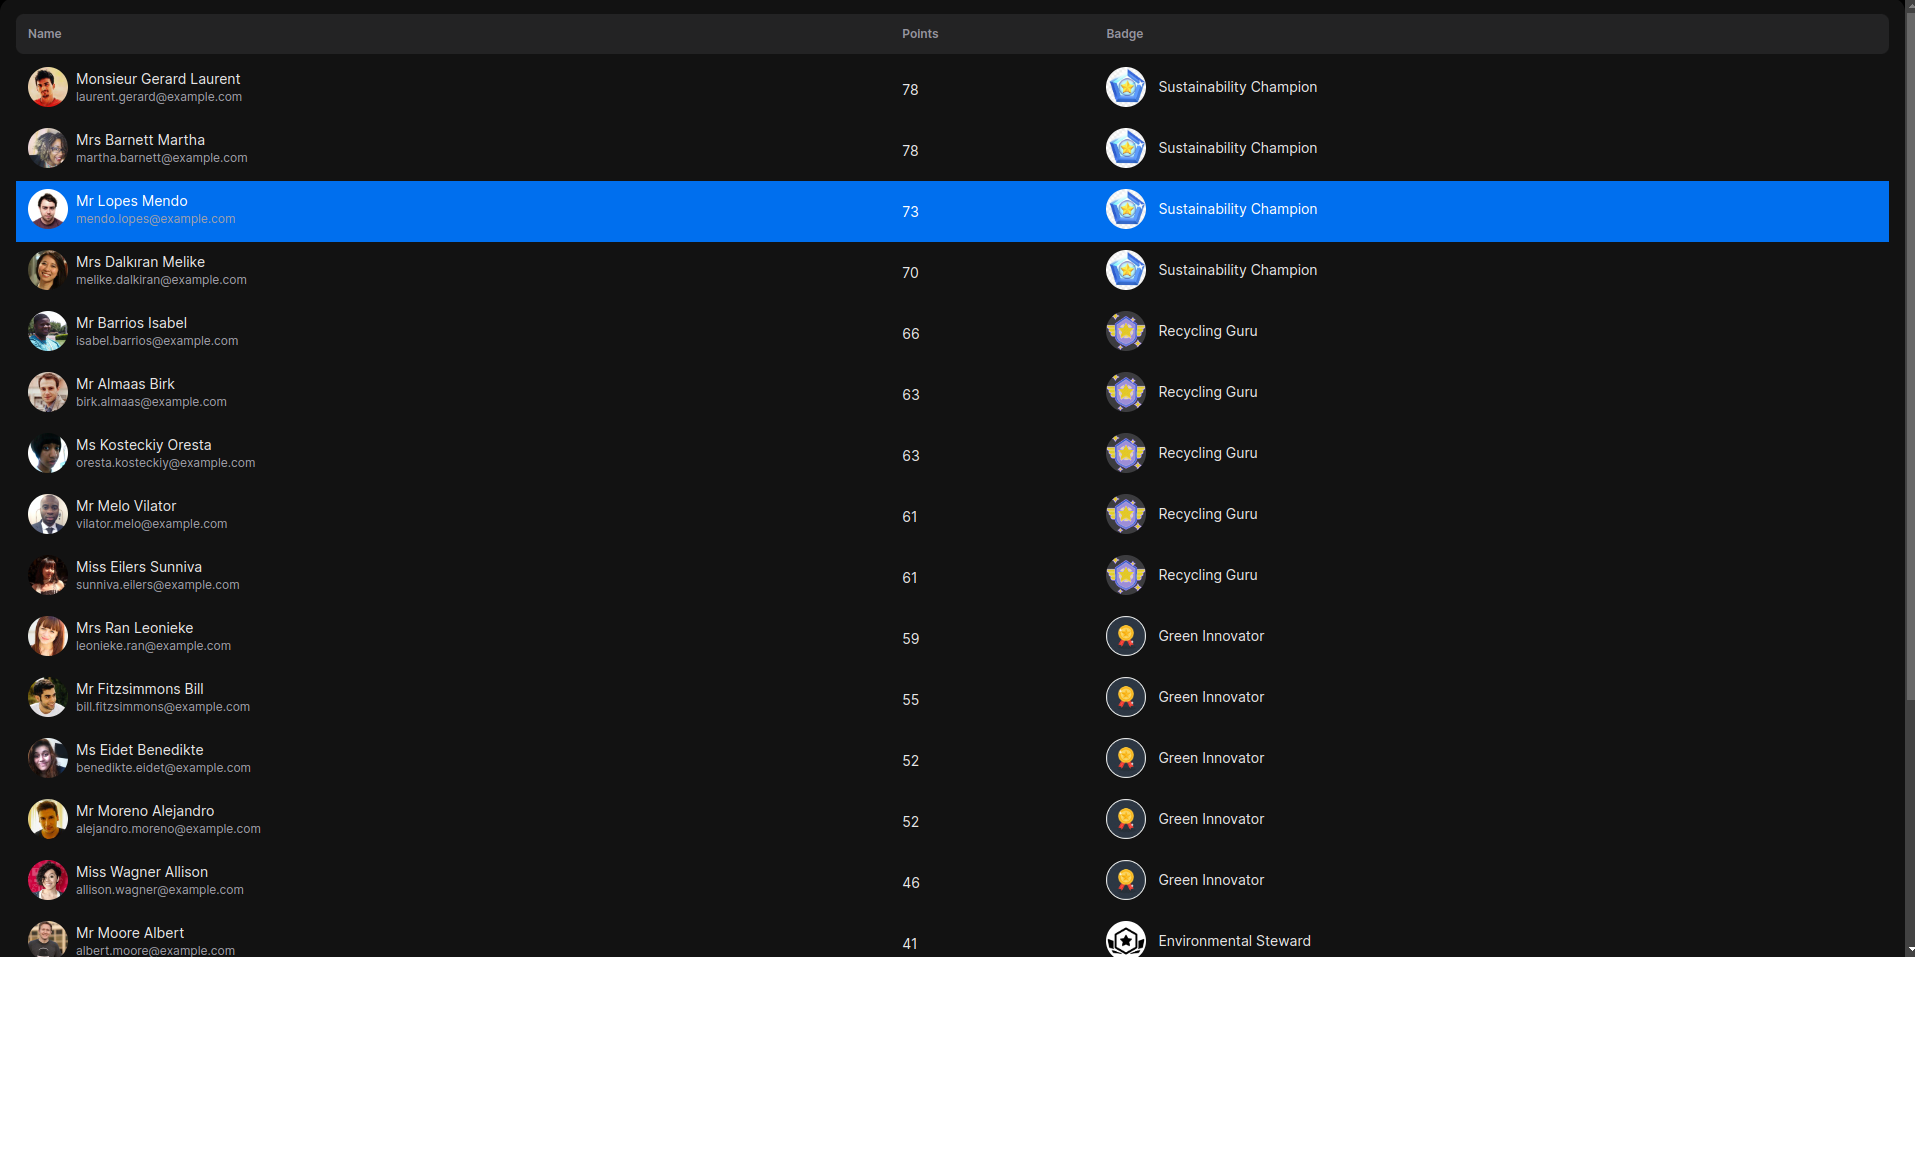 Name Points Badge
Monsieur Gerard Laurent
laurent.gerard@example.com
78
Sustainability Champion
Mrs Barnett Martha
martha.barnett@example.com
78
Sustainability Champion
Mr Lopes Mendo
mendo.lopes@example.com
73
Sustainability Champion
Mrs Dalkıran Melike
melike.dalkiran@example.com
70
Sustainability Champion
Mr Barrios Isabel
isabel.barrios@example.com
66
Recycling Guru
Mr Almaas Birk
birk.almaas@example.com
63
Recycling Guru
Ms Kosteckiy Oresta
oresta.kosteckiy@example.com
63
Recycling Guru
Mr Melo Vilator
vilator.melo@example.com
61
Recycling Guru
Miss Eilers Sunniva
sunniva.eilers@example.com
61
Recycling Guru
Mrs Ran Leonieke
leonieke.ran@example.com
59
Green Innovator
Mr Fitzsimmons Bill
bill.fitzsimmons@example.com
55
Green Innovator
Ms Eidet Benedikte
benedikte.eidet@example.com
52
Green Innovator
Mr Moreno Alejandro
alejandro.moreno@example.com
52
Green Innovator
Miss Wagner Allison
allison.wagner@example.com
46
Green Innovator
Mr Moore Albert
albert.moore@example.com
41
Environmental Steward